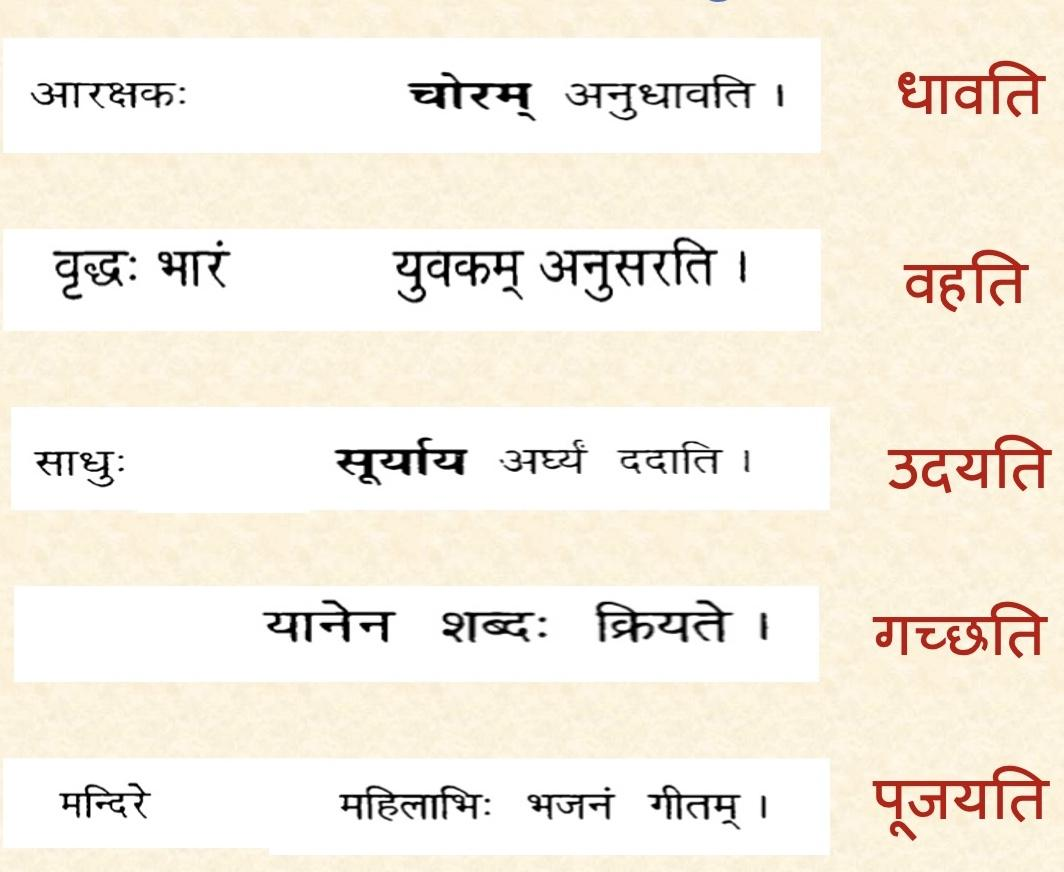 आरक्षकः चोरम् अनुधावति । धावति
वृद्धः भारं युवकम् अनुसरति । वहति
साधुः सूर्याय अर्घ्यं ददाति । उदयति
यानेन शब्दः क्रियते । गच्छति
मन्दिरे महिलाभिः भजनं गीतम् । पूजयति